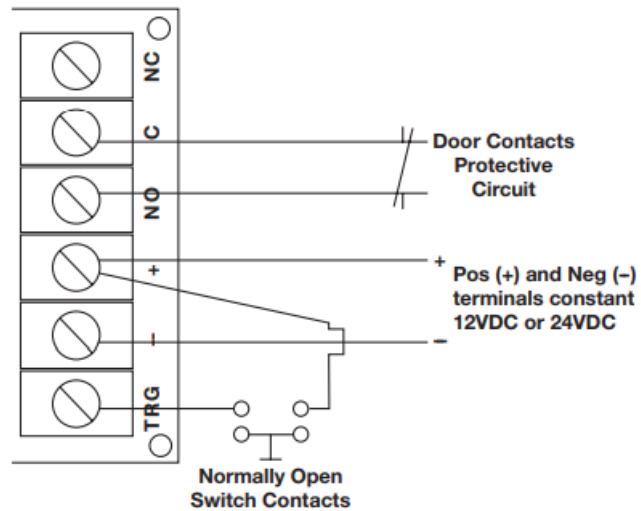 NC
C
Door Contacts
Protective
Circuit
NO
+
+
Pos (+) and Neg (–)
terminals constant
12VDC or 24VDC
–
–
TRG
Normally Open
Switch Contacts